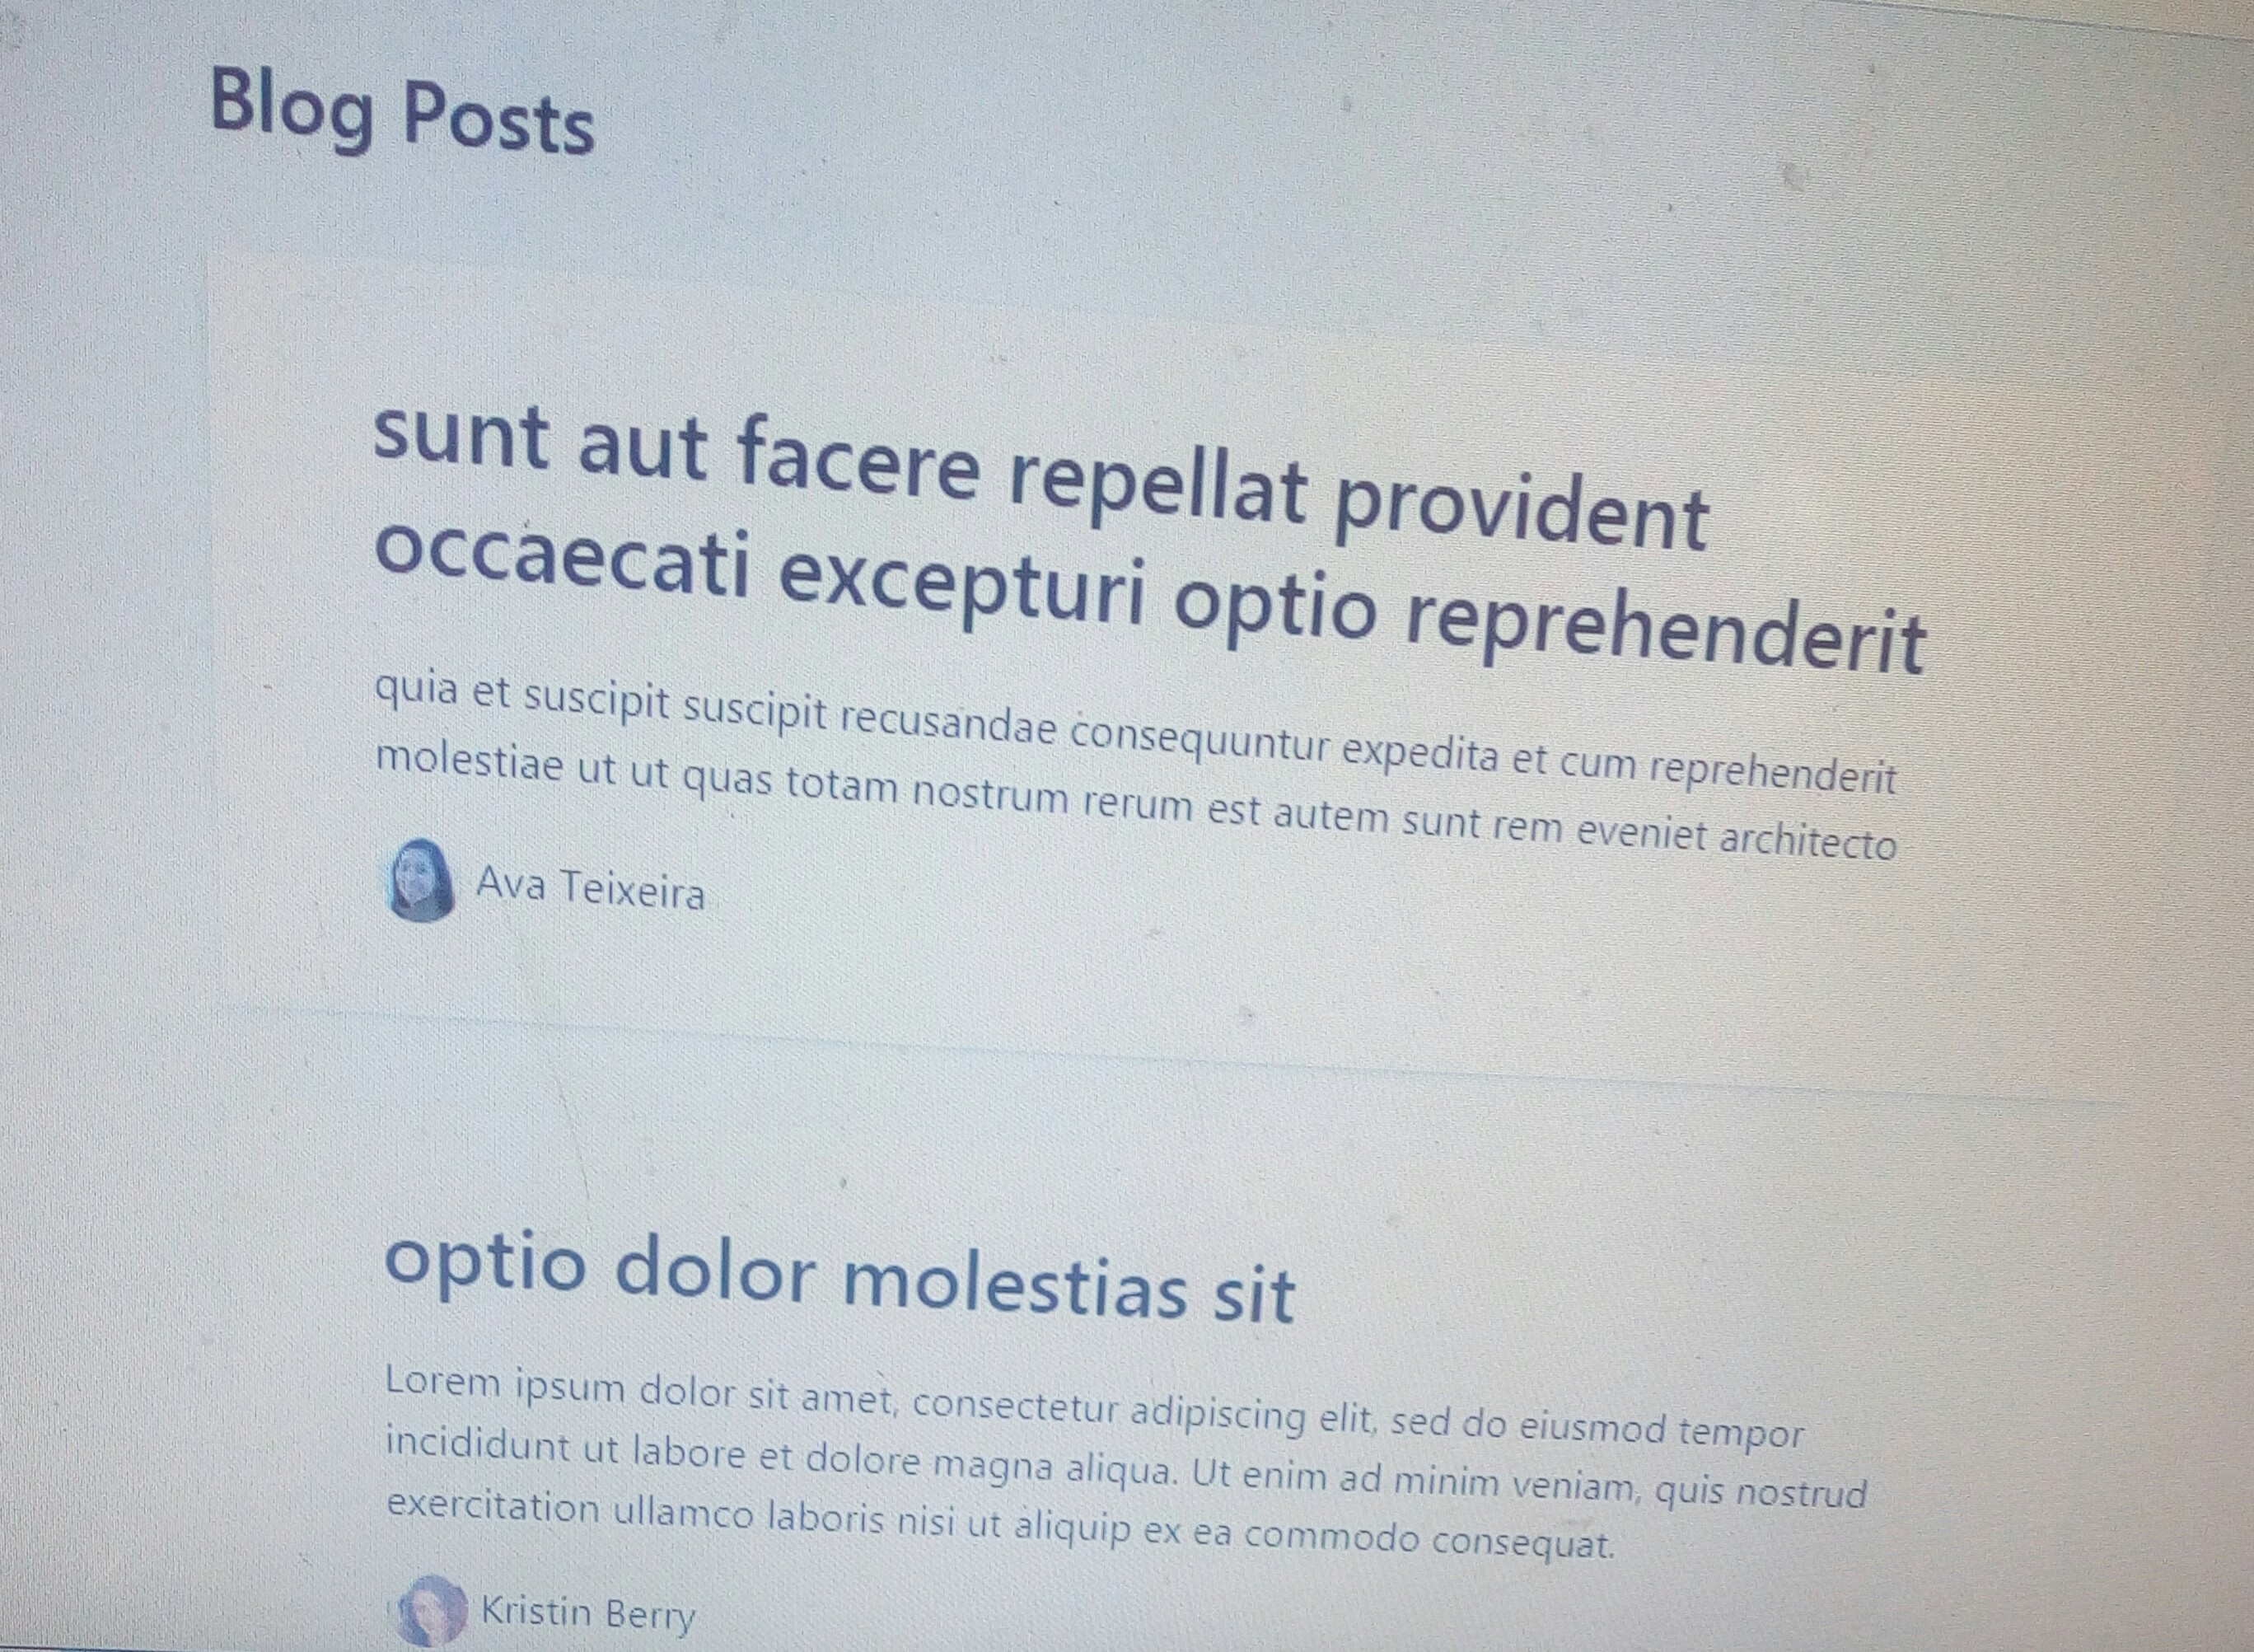 Blog Posts
sunt aut facere repellat provident
occaecati excepturi optio reprehenderit
quia et suscipit suscipit recusandae consequuntur expedita et cum reprehenderit
molestiae ut ut quas totam nostrum rerum est autem sunt rem eveniet architecto
Ava Teixeira
optio dolor molestias sit
Lorem ipsum dolor sit amet, consectetur adipiscing elit, sed do eiusmod tempor
incididunt ut labore et dolore magna aliqua. Ut enim ad minim veniam, quis nostrud
exercitation ullamco laboris nisi ut aliquip ex ea commodo consequat.
Kristin Berry